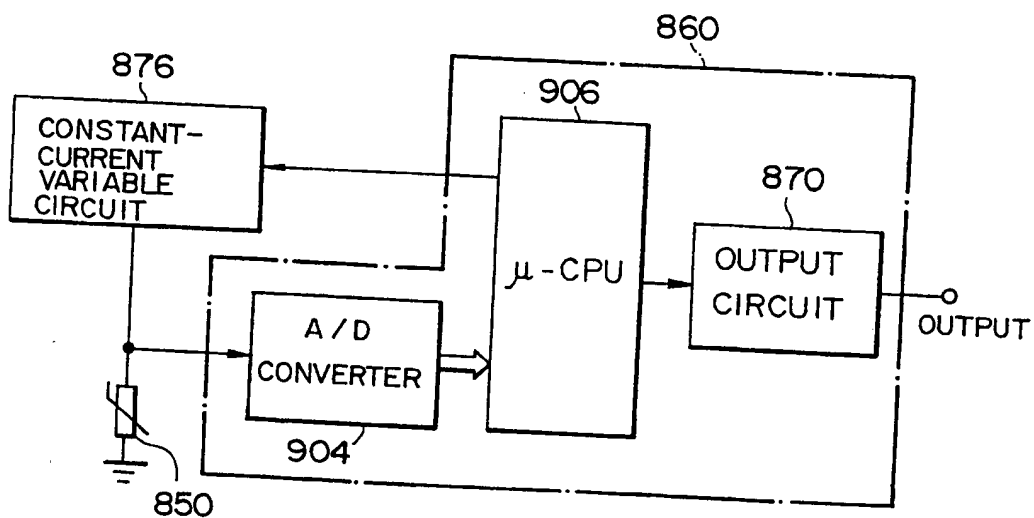 860
876
CONSTANT-
CURRENT
VARIABLE
CIRCUIT
906
μ-CPU
870
OUTPUT
CIRCUIT
OUTPUT
A/D
CONVERTER
904
850